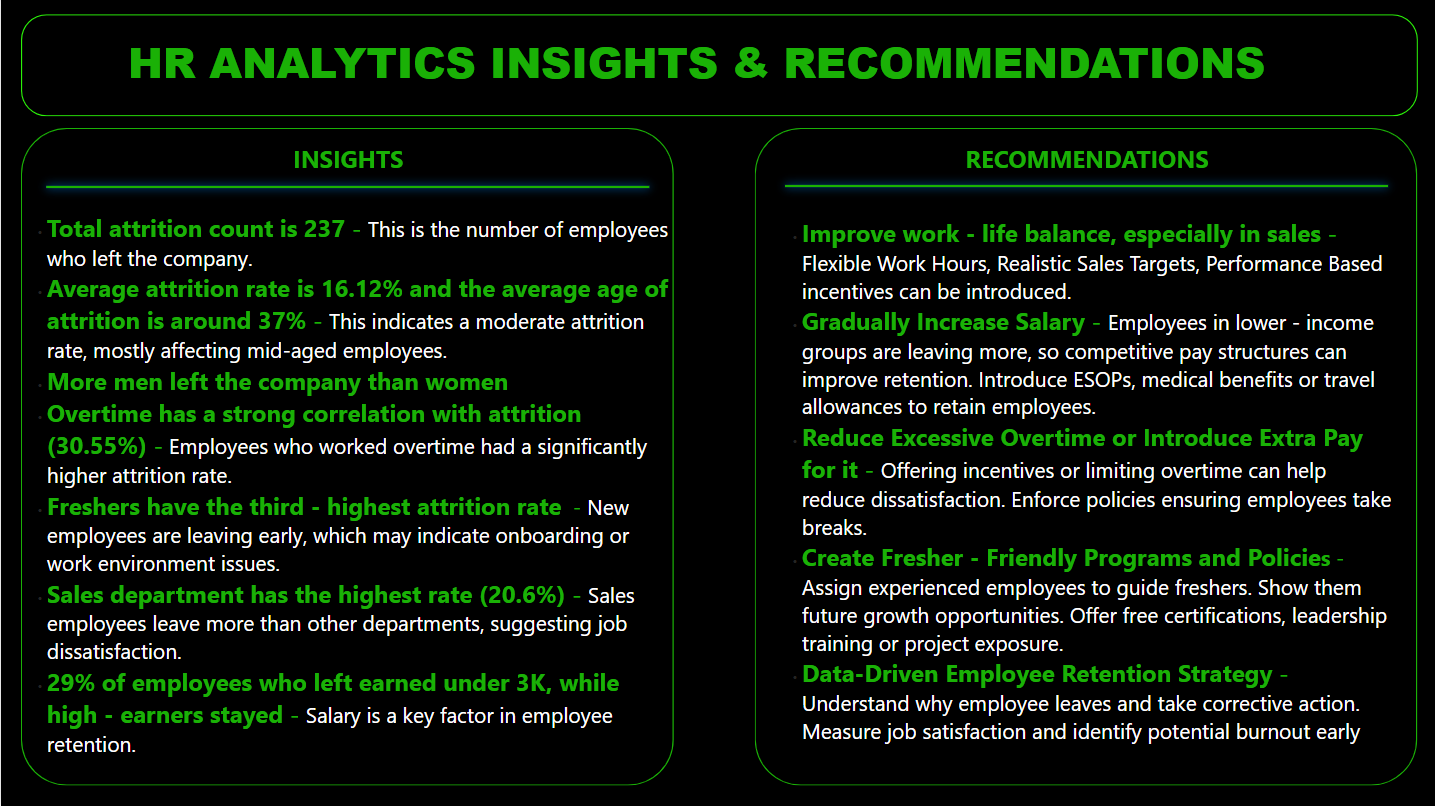 HR ANALYTICS INSIGHTS & RECOMMENDATIONS
INSIGHTS
Total attrition count is 237 - This is the number of employees
who left the company.
Average attrition rate is 16.12% and the average age of
attrition is around 37% - This indicates a moderate attrition
rate, mostly affecting mid-aged employees.
More men left the company than women
Overtime has a strong correlation with attrition
(30.55%) - Employees who worked overtime had a significantly
higher attrition rate.
Freshers have the third - highest attrition rate - New
employees are leaving early, which may indicate onboarding or
work environment issues.
Sales department has the highest rate (20.6%) - Sales
employees leave more than other departments, suggesting job
dissatisfaction.
29% of employees who left earned under 3K, while
high - earners stayed - Salary is a key factor in employee
retention.
RECOMMENDATIONS
Improve work - life balance, especially in sales -
Flexible Work Hours, Realistic Sales Targets, Performance Based
incentives can be introduced.
Gradually Increase Salary - Employees in lower - income
groups are leaving more, so competitive pay structures can
improve retention. Introduce ESOPs, medical benefits or travel
allowances to retain employees.
Reduce Excessive Overtime or Introduce Extra Pay
for it - Offering incentives or limiting overtime can help
reduce dissatisfaction. Enforce policies ensuring employees take
breaks.
Create Fresher - Friendly Programs and Policies -
Assign experienced employees to guide freshers. Show them
future growth opportunities. Offer free certifications, leadership
training or project exposure.
Data-Driven Employee Retention Strategy -
Understand why employee leaves and take corrective action.
Measure job satisfaction and identify potential burnout early